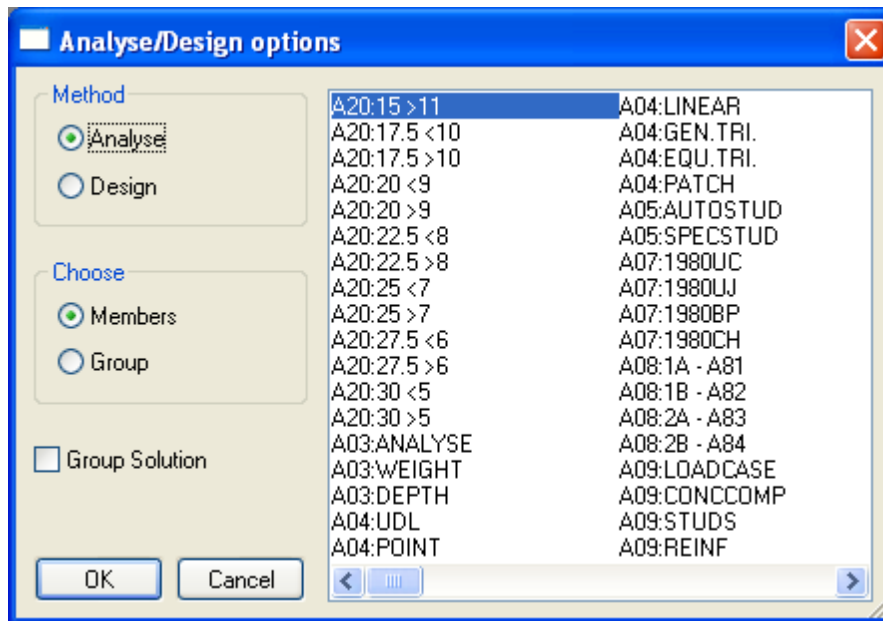 Analyse/Design options
Method
Analyse
Design
Choose
Members
Group
Group Solution
OK
Cancel
A20:15 >11
A20:17.5 <10
A20:17.5 >10
A20:20 <9
A20:20 >9
A20:22.5 <8
A20:22.5 >8
A20:25 <7
A20:25 >7
A20:27.5 <6
A20:27.5 >6
A20:30 <5
A20:30 >5
A03:ANALYSE
A03:WEIGHT
A03:DEPTH
A04:UDL
A04:POINT
A04:LINEAR
A04:GEN.TRI.
A04:EQU.TRI.
A04:PATCH
A05:AUTOSTUD
A05:SPECSTUD
A07:1980UC
A07:1980UJ
A07:1980BP
A07:1980CH
A08:1A - A81
A08:1B - A82
A08:2A - A83
A08:2B - A84
A09:LOADCASE
A09:CONCCOMP
A09:STUDS
A09:REINF